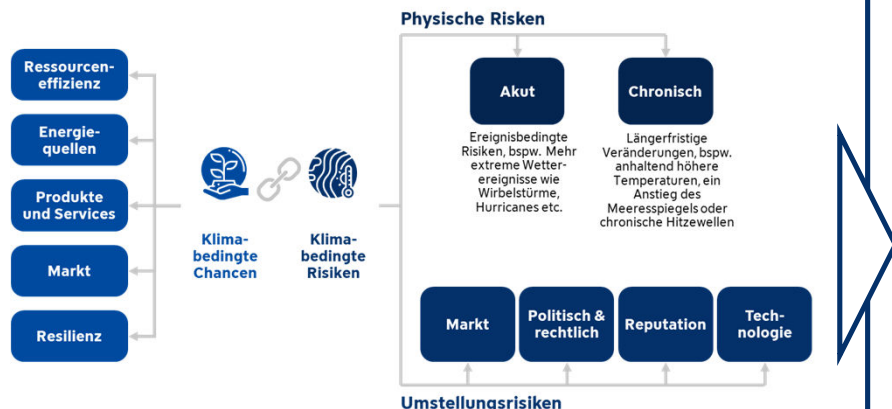 Physische Risiken
Ressourcen-
effizienz
Energie-
quellen
Produkte
und Services
Markt
Resilienz
Klima-
bedingte
Chancen
Klima-
bedingte
Risiken
Akut
Ereignisbedingte
Risiken, bspw. Mehr
extreme Wetter-
ereignisse wie
Wirbelstürme,
Hurricanes etc.
Chronisch
Längerfristige
Veränderungen, bspw.
anhaltend höhere
Temperaturen, ein
Anstieg des
Meeresspiegels oder
chronische Hitzewellen
Markt
Politisch &
rechtlich
Reputation
Tech-
nologie
Umstellungsrisiken